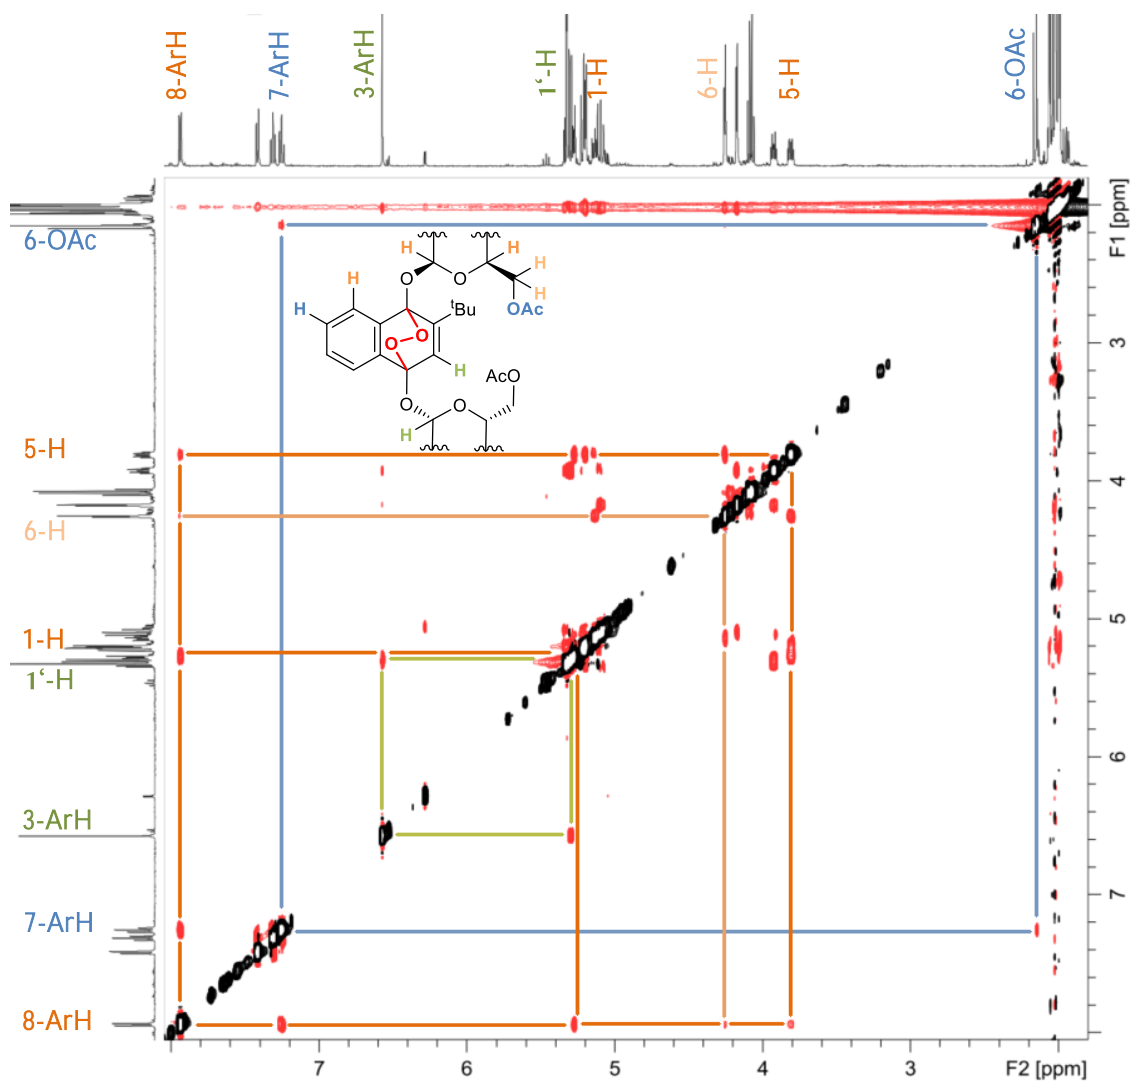 8-ArH
7-ArH
3-ArH
1‘-H
1-H
6-H
5-H
6-OAc
6-OAc
H
H
H
O
O
H
H
H
OAc
tBu
O
O
H
AcO
O
O
H
5-H
6-H
1-H
1‘-H
3-ArH
7-ArH
8-ArH
F1 [ppm]
3
4
5
6
7
7
6
5
4
3
F2 [ppm]